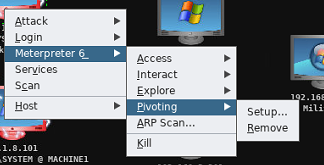 Attack
Login
Meterpreter 6
Services
Scan
Host
Access
Interact
Explore
Pivoting
ARP Scan...
Kill
Setup...
Remove
192.168
.1.8.101
\SYSTEM @ MACHINE1